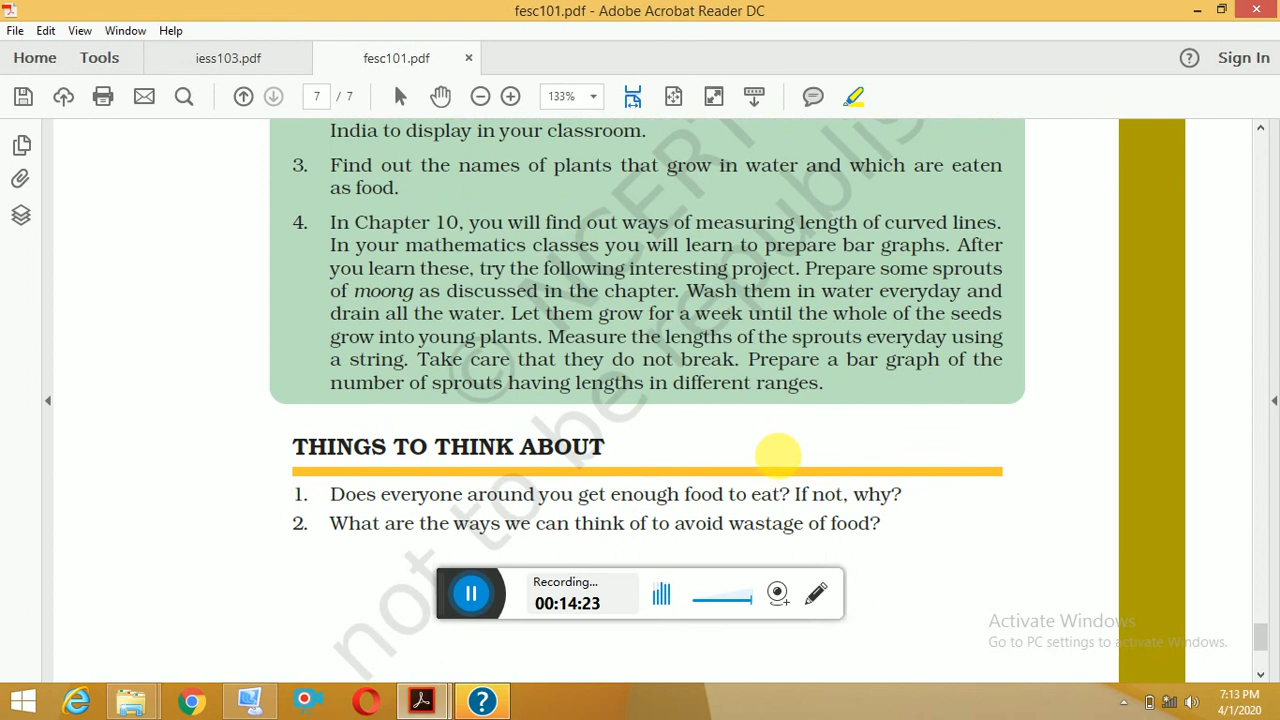 fesc101.pdf - Adobe Acrobat Reader DC
File Edit View Window Help
Home Tools iess103.pdf fesc101.pdf × ? Sign In
7 / 7 133%
India to display in your classroom.
3. Find out the names of plants that grow in water and which are eaten
as food.
4. In Chapter 10, you will find out ways of measuring length of curved lines.
In your mathematics classes you will learn to prepare bar graphs. After
you learn these, try the following interesting project. Prepare some sprouts
of moong as discussed in the chapter. Wash them in water everyday and
drain all the water. Let them grow for a week until the whole of the seeds
grow into young plants. Measure the lengths of the sprouts everyday using
a string. Take care that they do not break. Prepare a bar graph of the
number of sprouts having lengths in different ranges.
© NCERT
not to be republish
THINGS TO THINK ABOUT
1. Does everyone around you get enough food to eat? If not, why?
2. What are the ways we can think of to avoid wastage of food?
Recording...
00:14:23
Activate Windows
Go to PC settings to activate Windows.
7:13 PM
4/1/2020